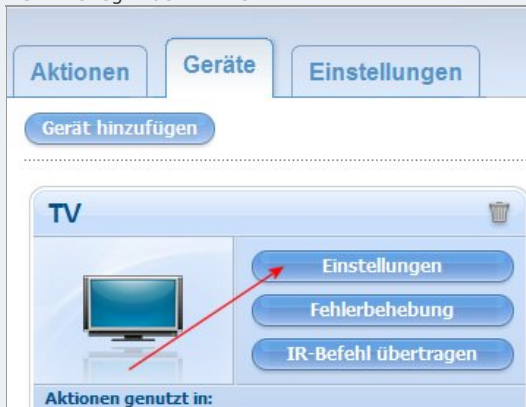 Aktionen
Geräte
Einstellungen
Gerät hinzufügen
TV
Einstellungen
Fehlerbehebung
IR-Befehl übertragen
Aktionen genutzt in: